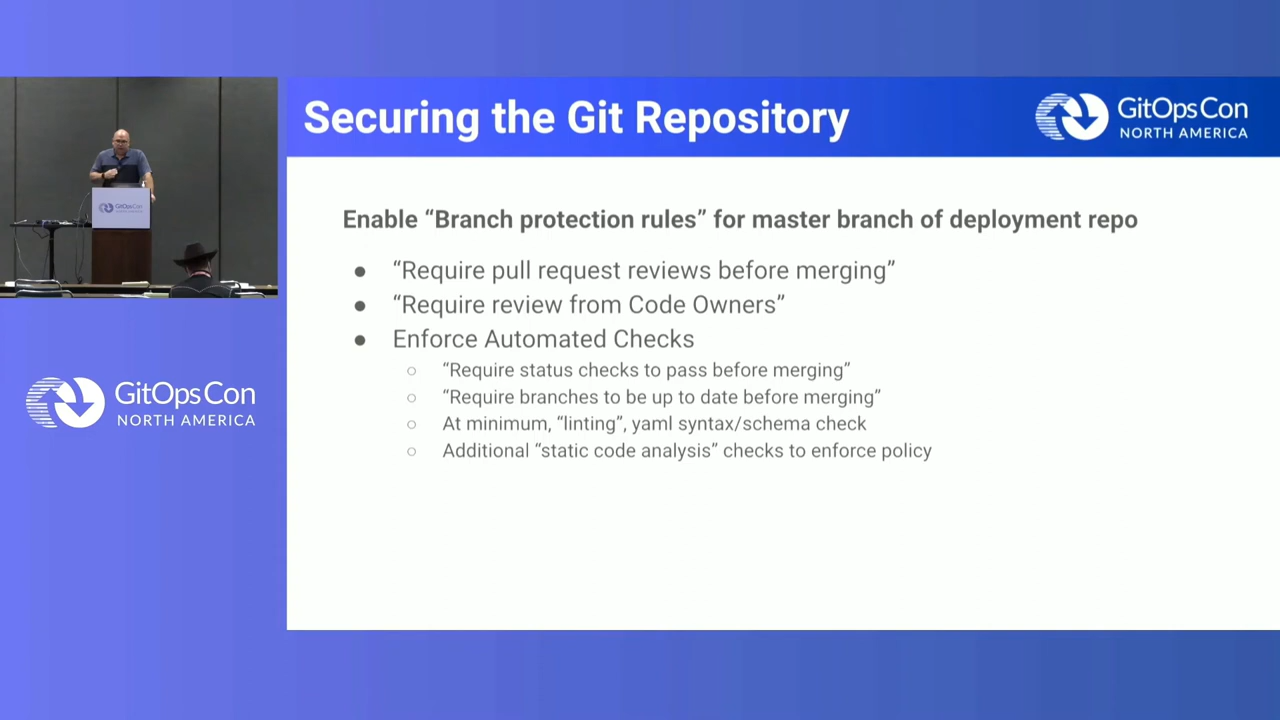 Securing the Git Repository
GitOpsCon
NORTH AMERICA
Enable “Branch protection rules” for master branch of deployment repo
● “Require pull request reviews before merging”
● “Require review from Code Owners”
● Enforce Automated Checks
○ “Require status checks to pass before merging”
○ “Require branches to be up to date before merging”
○ At minimum, “linting”, yaml syntax/schema check
○ Additional “static code analysis” checks to enforce policy
GitOpsCon
NORTH AMERICA